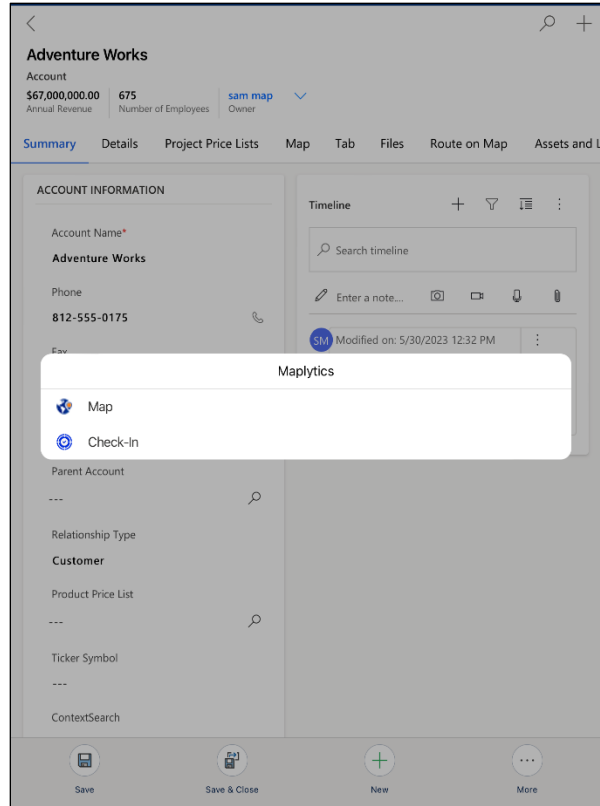 Adventure Works
Account
$67,000,000.00 675 sam map
Annual Revenue Number of Employees Owner
Summary Details Project Price Lists Map Tab Files Route on Map Assets and L
ACCOUNT INFORMATION
Account Name*
Adventure Works
Phone
812-555-0175
Fax
Timeline
Search timeline
Enter a note...
SM Modified on: 5/30/2023 12:32 PM
Maplytics
Map
Check-In
Parent Account
---
Relationship Type
Customer
Product Price List
---
Ticker Symbol
---
ContextSearch
Save Save & Close New More